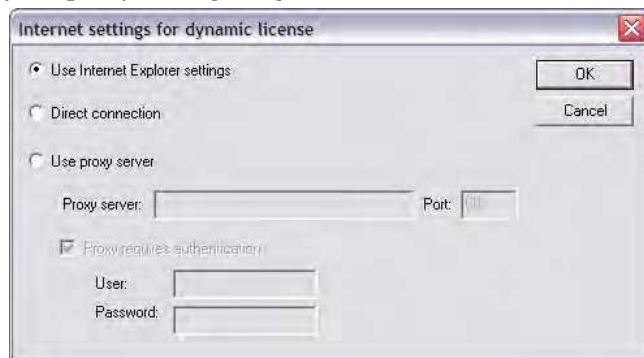 Internet settings for dynamic license
Use Internet Explorer settings
OK
Direct connection
Cancel
Use proxy server
Proxy server:
Port:
Proxy requires authentication
User:
Password: